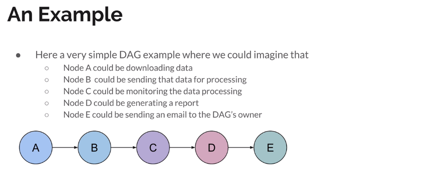 An Example
● Here a very simple DAG example where we could imagine that
○ Node A could be downloading data
○ Node B could be sending that data for processing
○ Node C could be monitoring the data processing
○ Node D could be generating a report
○ Node E could be sending an email to the DAG's owner
A B C D E